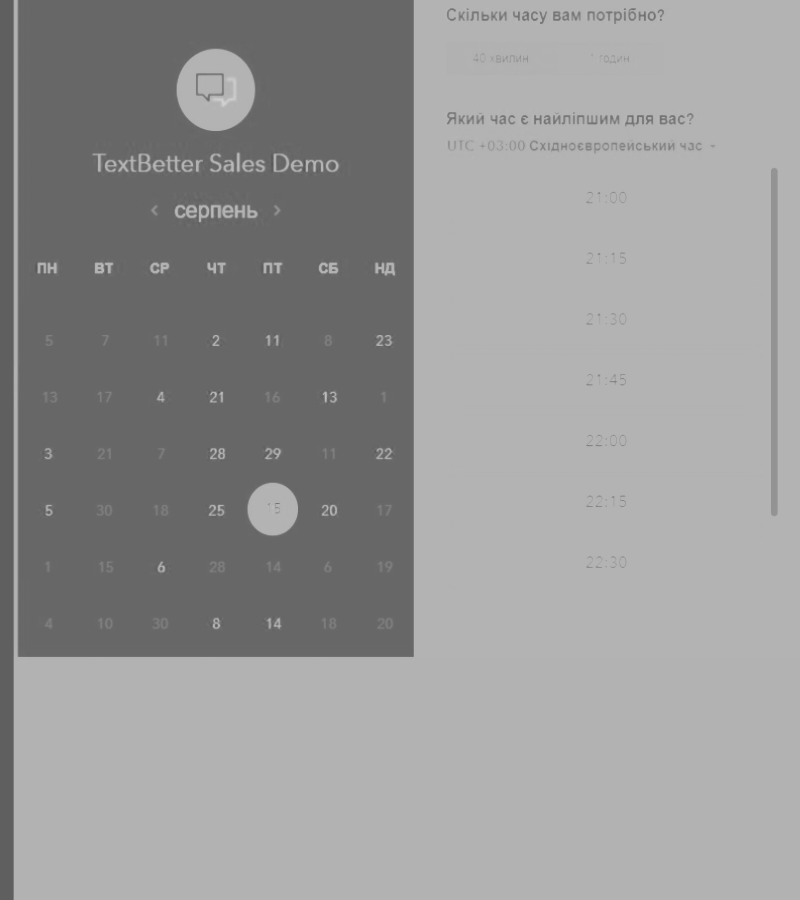 TextBetter Sales Demo
‹ серпень ›
ПН ВТ СР ЧТ ПТ СБ НД
5 7 11 2 11 8 23
13 17 4 21 16 13 1
3 21 7 28 29 11 22
5 30 18 25 15 20 17
1 15 6 28 14 6 19
4 10 30 8 14 18 20
Скільки часу вам потрібно?
40 хвилин 1 годин
Який час є найліпшим для вас?
UTC +03:00 Східноєвропейський час
21:00
21:15
21:30
21:45
22:00
22:15
22:30